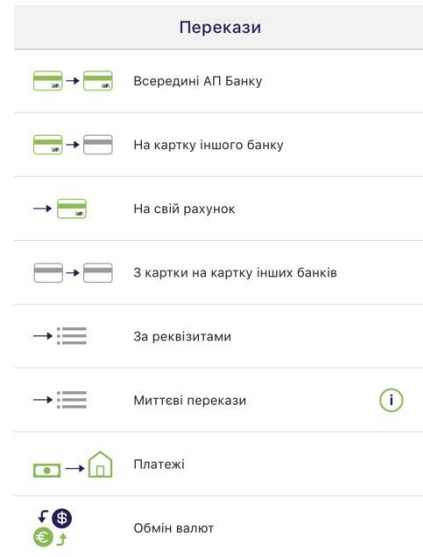 Перекази
Всередині АП Банку
На картку іншого банку
На свій рахунок
З картки на картку інших банків
За реквізитами
Миттєві перекази
i
Платежі
$
€
Обмін валют